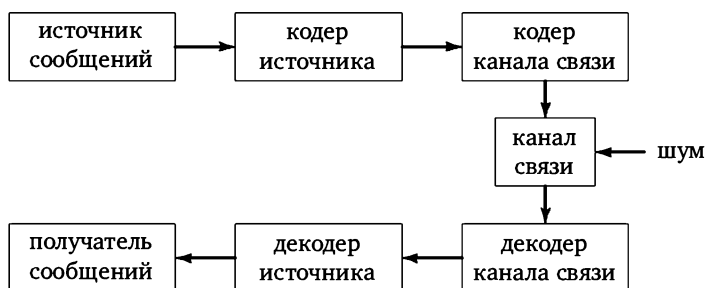 источник
сообщений
кодер
источника
кодер
канала связи
канал
связи
шум
получатель
сообщений
декодер
источника
декодер
канала связи